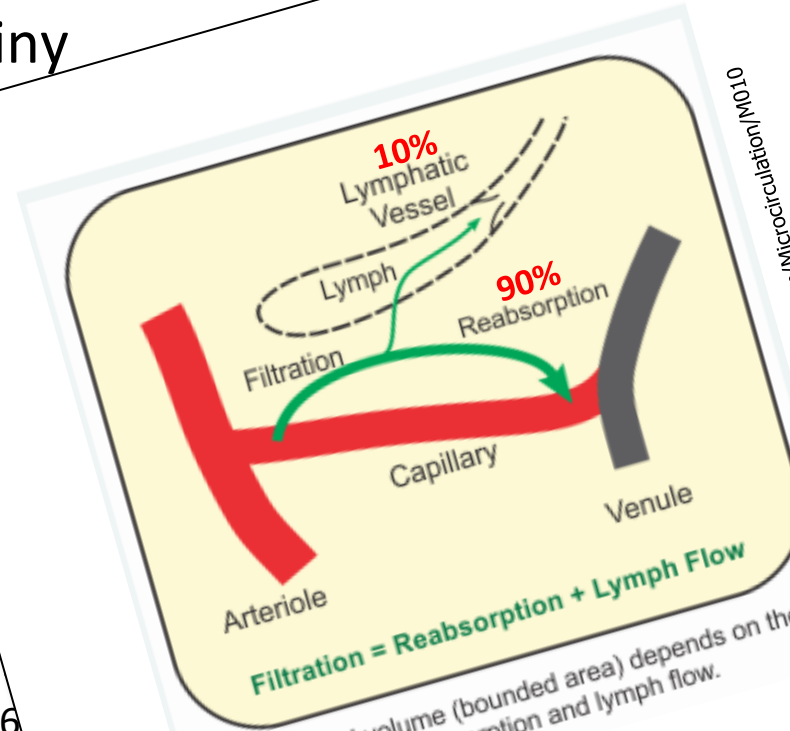 iny
10%
Lymphatic
Vessel
Lymph
90%
Reabsorption
Filtration
Capillary
Venule
Arteriole
Filtration = Reabsorption + Lymph Flow
volume (bounded area) depends on the
and lymph flow.
/Microcirculation/M010
6